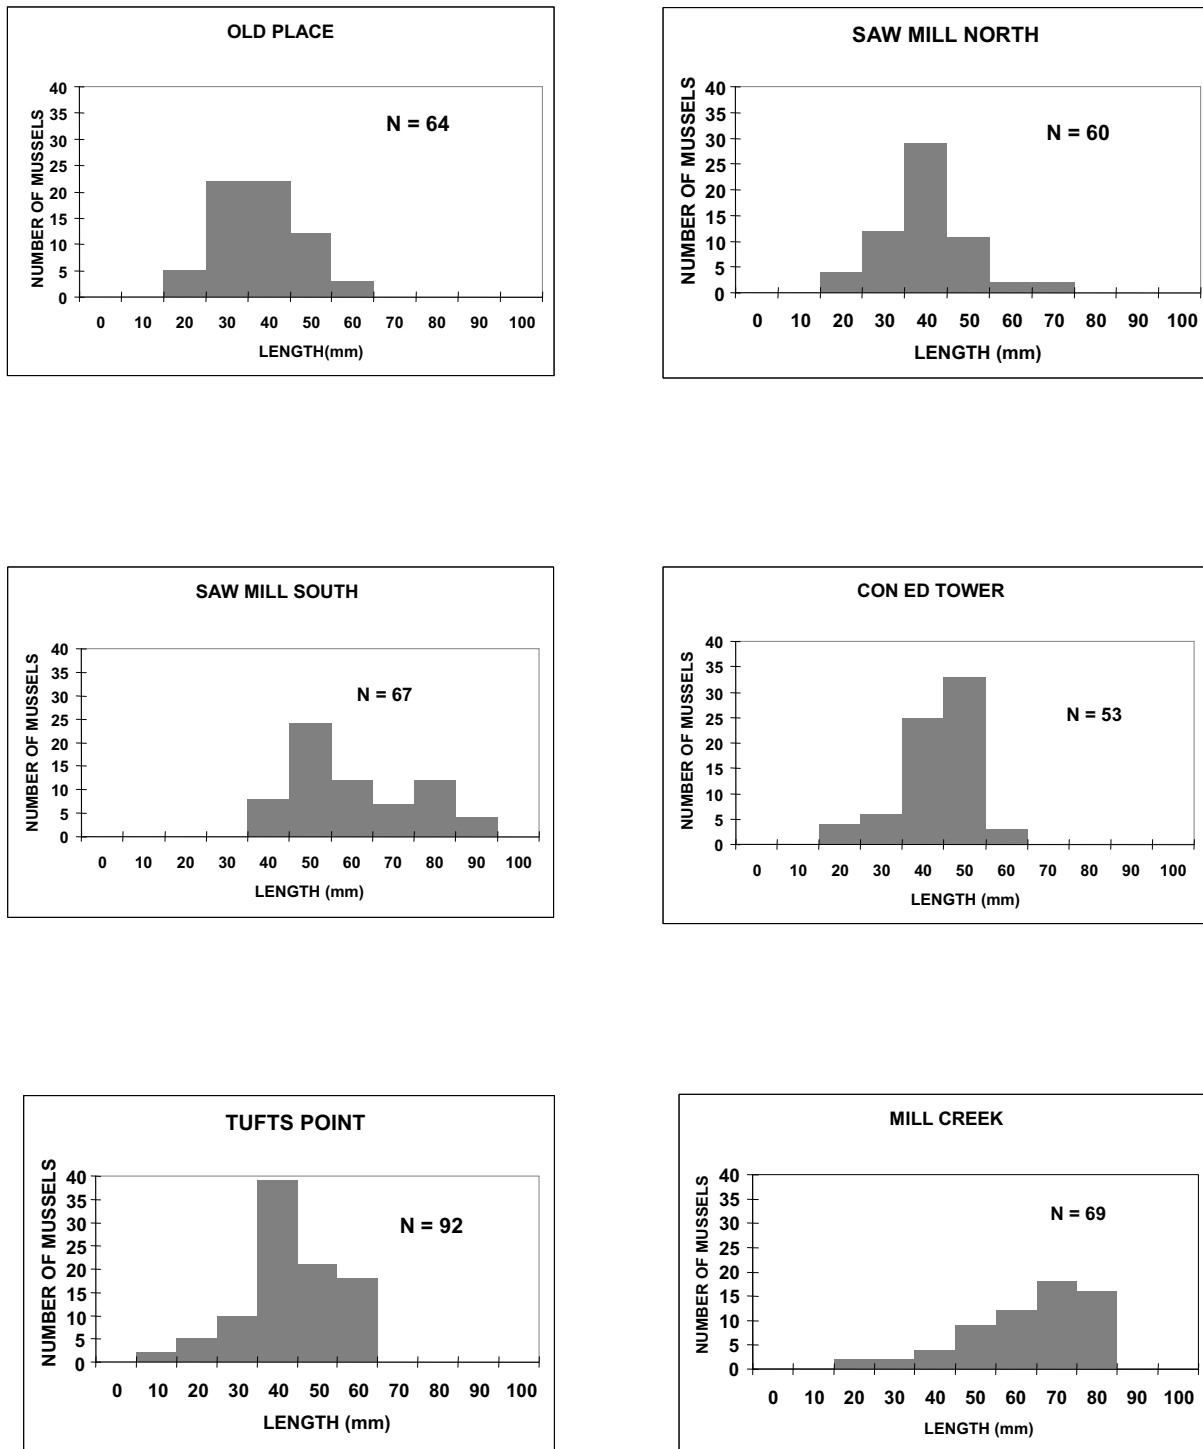 OLD PLACE
NUMBER OF MUSSELS
40
35
30
25
20
15
10
5
0
N = 64
0 10 20 30 40 50 60 70 80 90 100
LENGTH(mm)
SAW MILL NORTH
NUMBER OF MUSSELS
40
35
30
25
20
15
10
5
0
N = 60
0 10 20 30 40 50 60 70 80 90 100
LENGTH (mm)
SAW MILL SOUTH
NUMBER OF MUSSELS
40
35
30
25
20
15
10
5
0
N = 67
0 10 20 30 40 50 60 70 80 90 100
LENGTH (mm)
CON ED TOWER
NUMBER OF MUSSELS
40
35
30
25
20
15
10
5
0
N = 53
0 10 20 30 40 50 60 70 80 90 100
LENGTH (mm)
TUFTS POINT
NUMBER OF MUSSELS
40
35
30
25
20
15
10
5
0
N = 92
0 10 20 30 40 50 60 70 80 90 100
LENGTH (mm)
MILL CREEK
NUMBER OF MUSSELS
40
35
30
25
20
15
10
5
0
N = 69
0 10 20 30 40 50 60 70 80 90 100
LENGTH (mm)